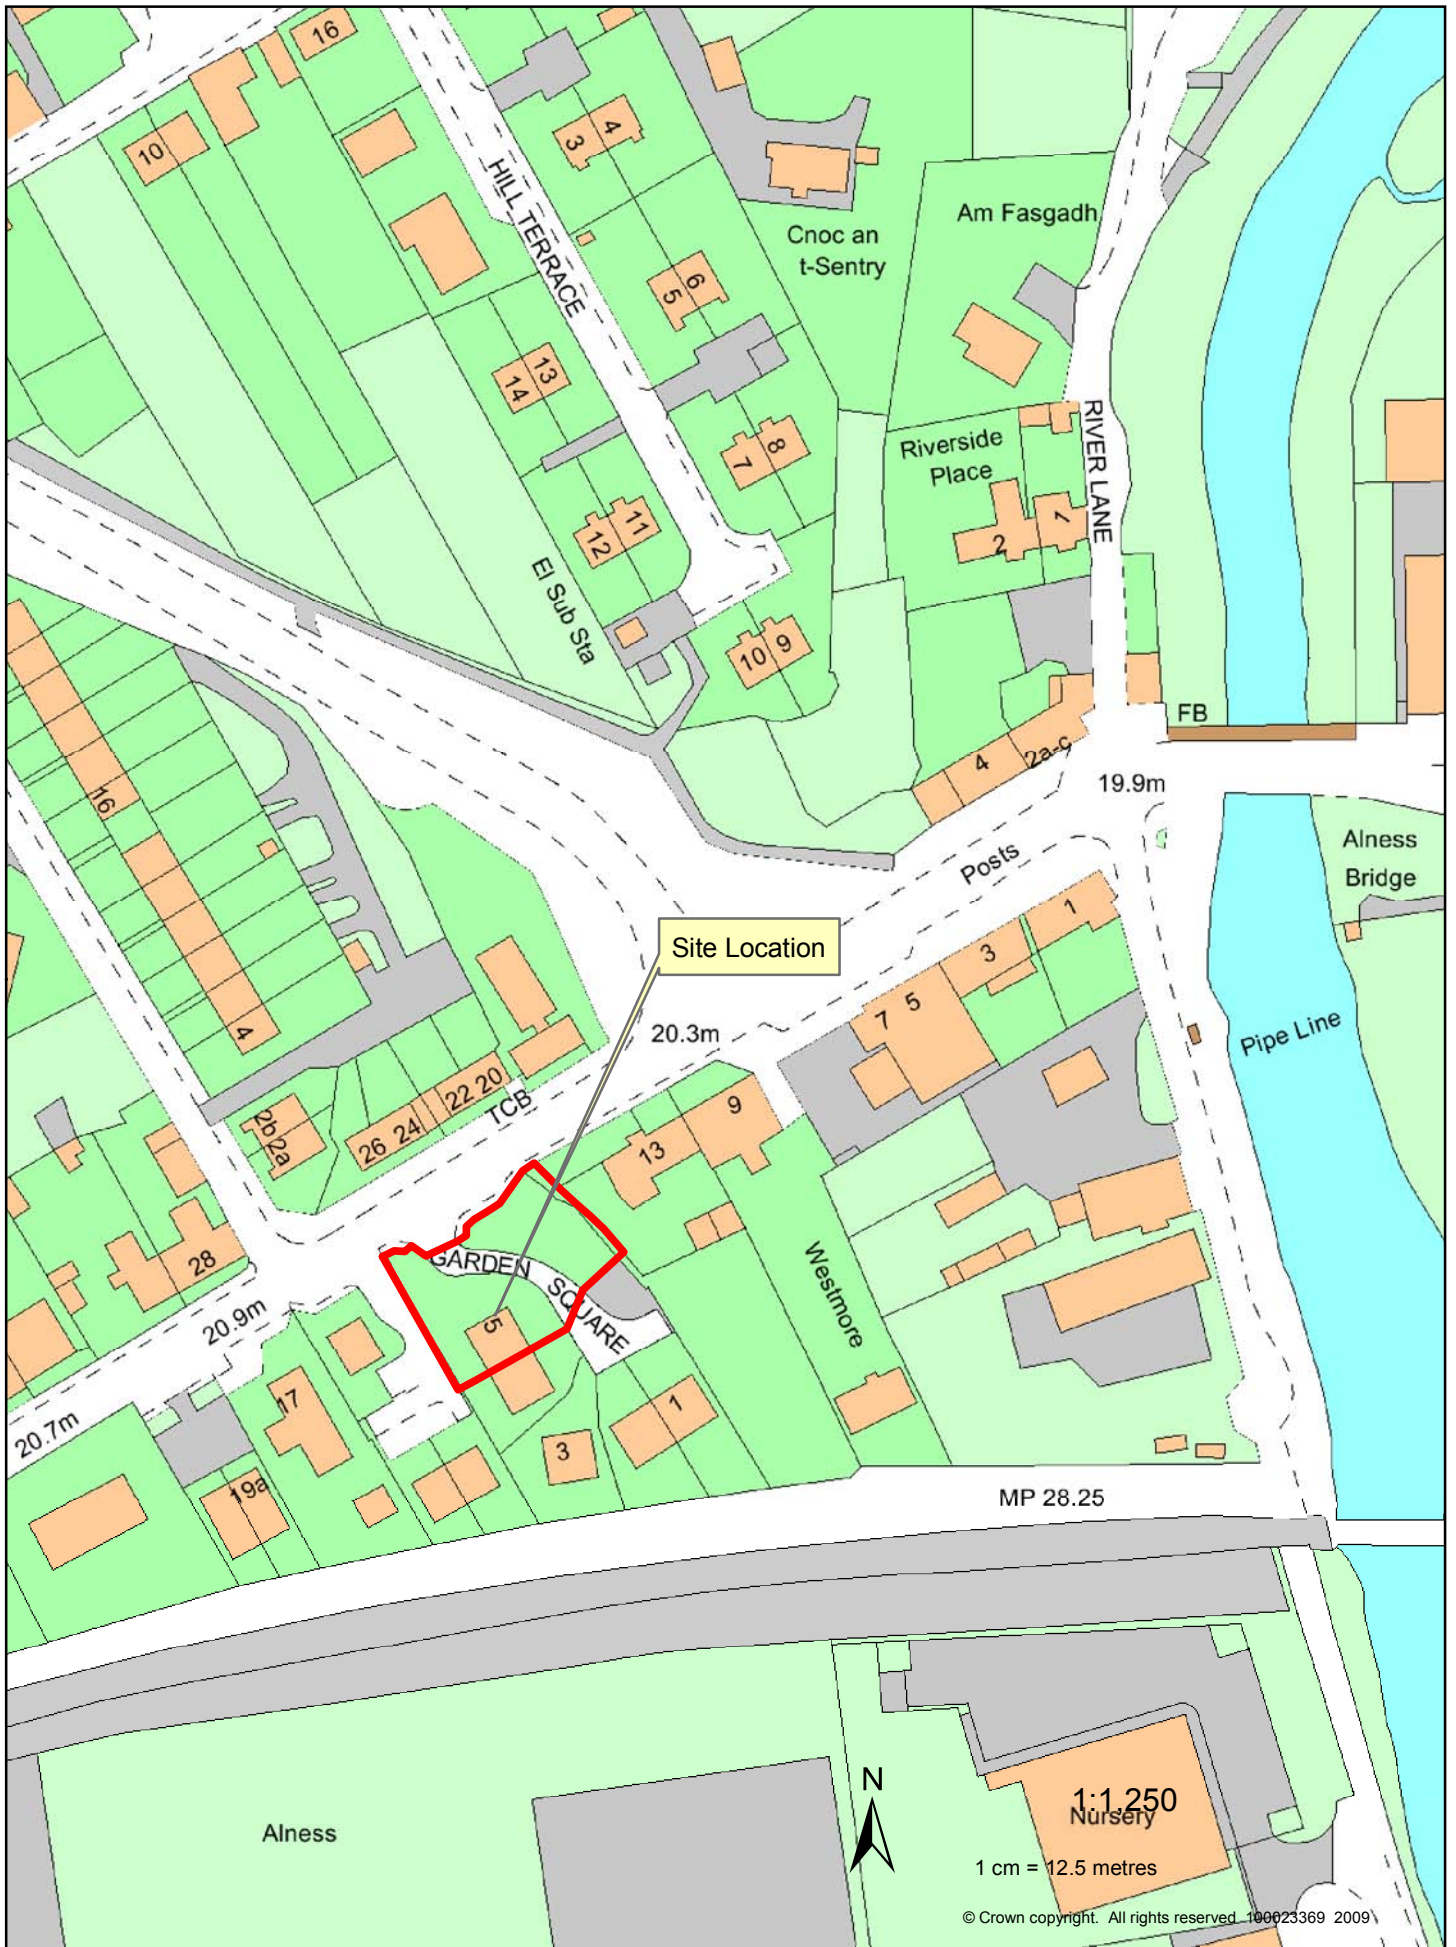 16
10
3
4
HILL TERRACE
Am Fasgadh
Cnoc an
t-Sentry
6
5
13
14
RIVER LANE
Riverside
Place
8
7
11
12
1
2
El Sub Sta
10
9
FB
4
2a-c
19.9m
16
Alness
Bridge
Posts
1
Site Location
3
5
7
4
20.3m
Pipe Line
22 20
TCB
9
2b
2a
26 24
13
28
GARDEN SQUARE
Westmore
20.9m
5
17
1
20.7m
3
19a
MP 28.25
N
1:1,250
Nursery
Alness
1 cm = 12.5 metres
© Crown copyright. All rights reserved 100023369 2009